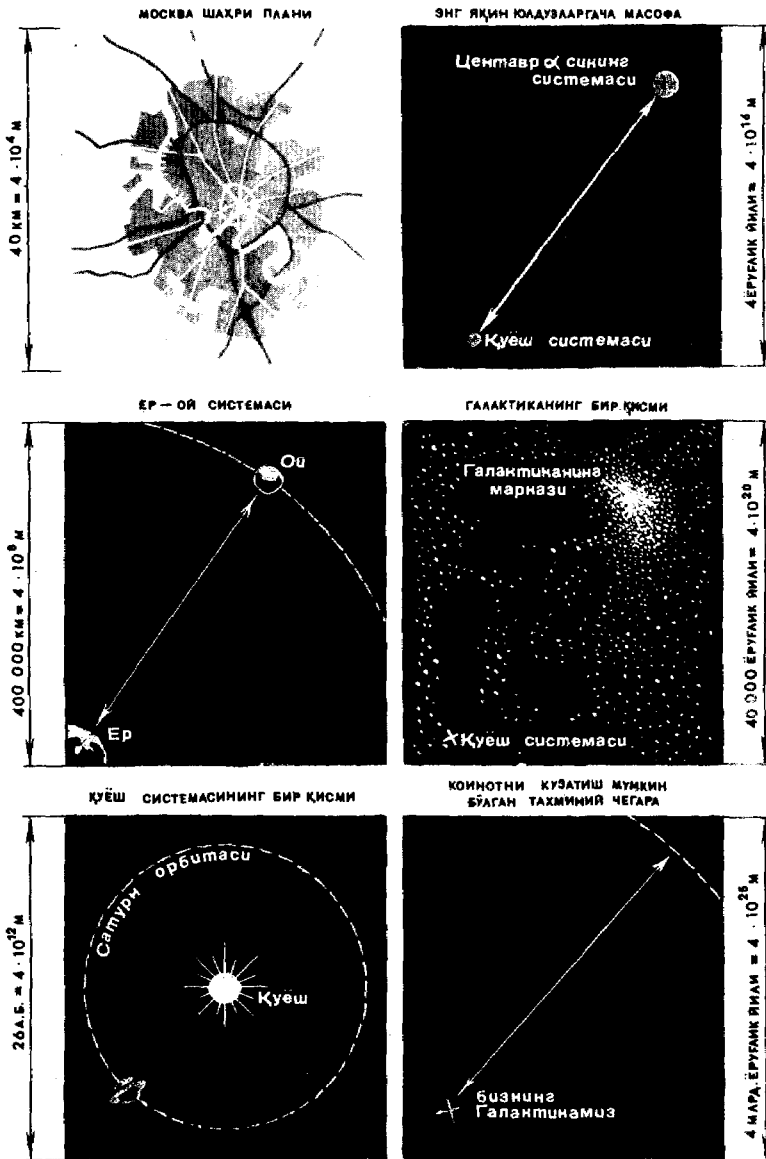 МОСКВА ШАҲРИ ПЛАНИ
40 КМ = 4 · 10⁴ М
ЭНГ ЯҚИН ЮЛДУЗЛАРГАЧА МАСОФА
Центавр α сининг
системаси
Қуёш системаси
4 ЁРУҒЛИК ЙИЛИ = 4 · 10¹⁶ М
ЕР — ОЙ СИСТЕМАСИ
Ой
Ер
400 000 КМ = 4 · 10⁸ М
ГАЛАКТИКАНИНГ БИР ҚИСМИ
Галактиканинг
маркази
Қуёш системаси
40 000 ЁРУҒЛИК ЙИЛИ = 4 · 10²⁰ М
ҚУЁШ СИСТЕМАСИНИНГ БИР ҚИСМИ
Сатурн орбитаси
Қуёш
26 А.Б. = 4 · 10¹² М
КОИНОТНИ КУЗАТИШ МУМКИН
БЎЛГАН ТАХМИНИЙ ЧЕГАРА
бизнинг
Галактикамиз
4 МЛРД. ЁРУҒЛИК ЙИЛИ = 4 · 10²⁵ М